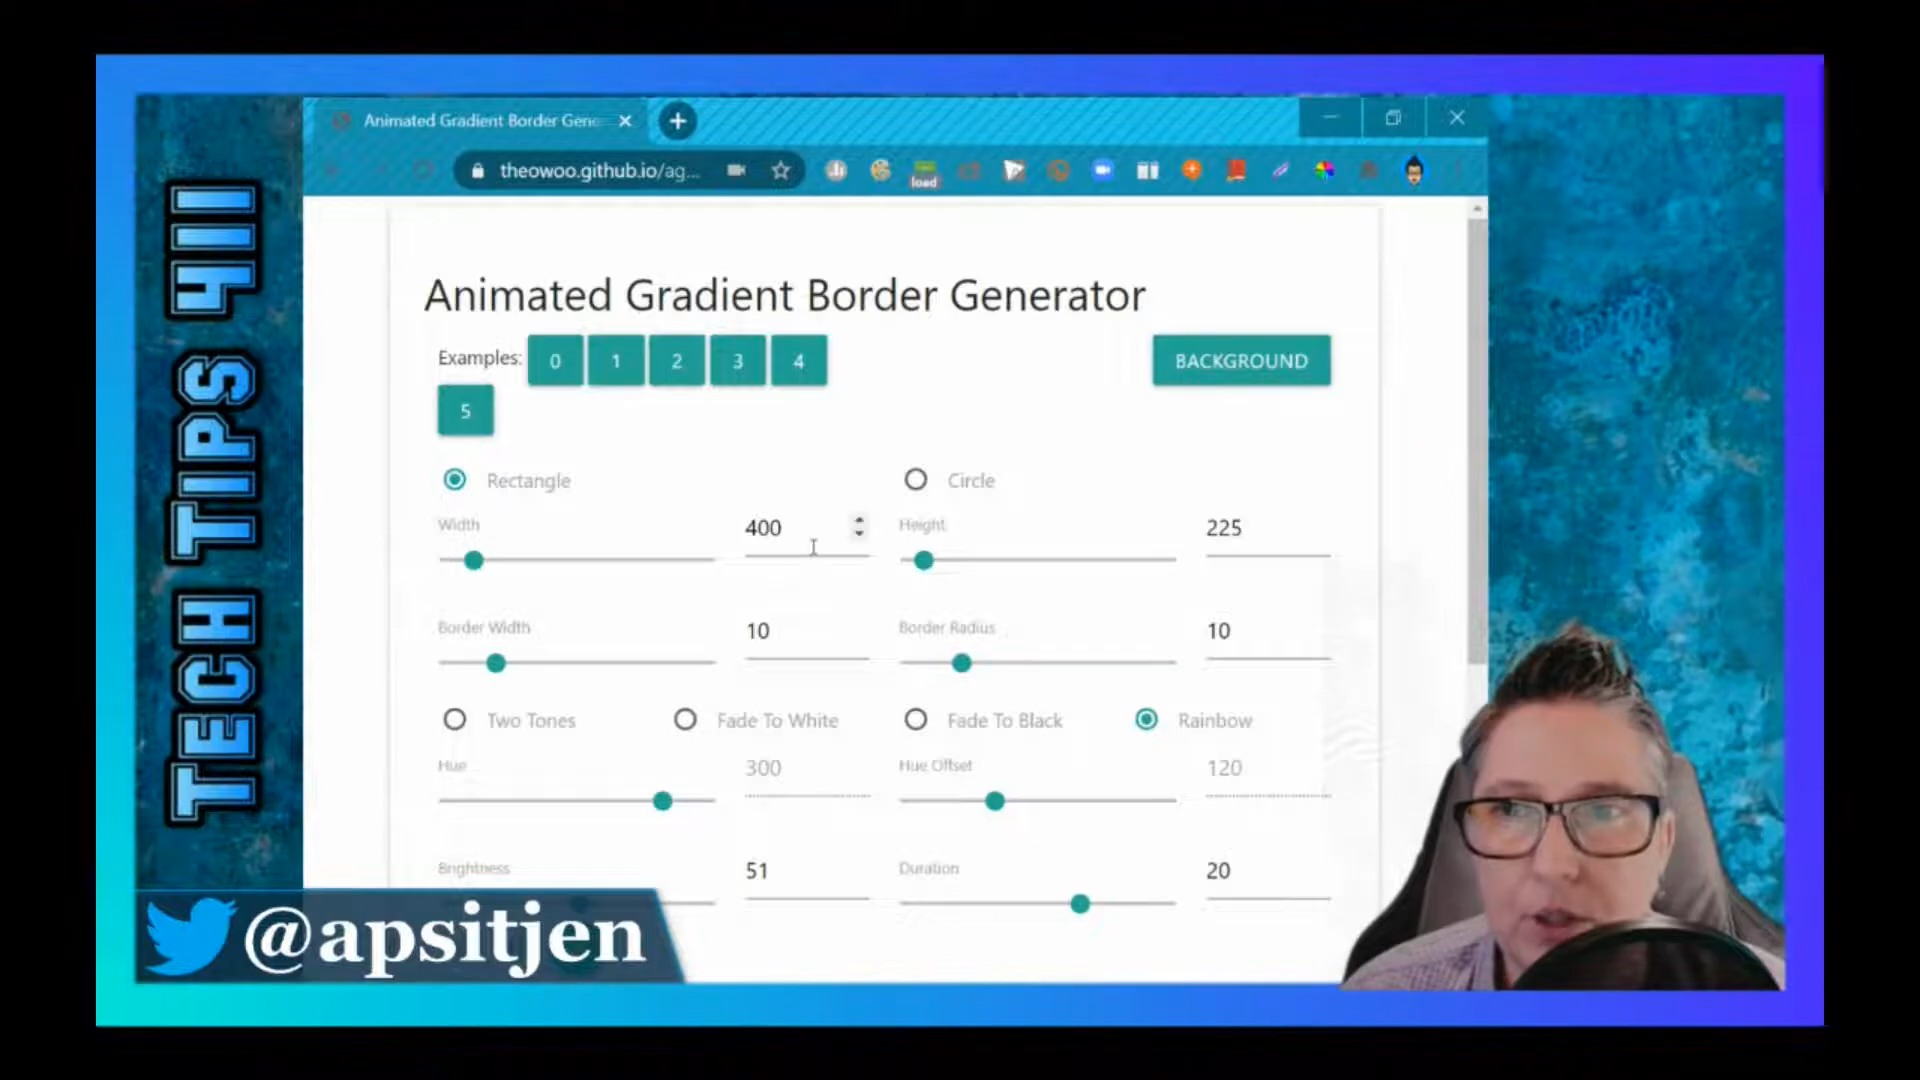 TECH TIPS 411
Animated Gradient Border Gene
theowoo.github.io/ag...
load
Animated Gradient Border Generator
Examples: 0 1 2 3 4 BACKGROUND
5
Rectangle Circle
Width 400 Height 225
Border Width 10 Border Radius 10
Two Tones Fade To White Fade To Black Rainbow
Hue 300 Hue Offset 120
Brightness 51 Duration 20
@apsitjen